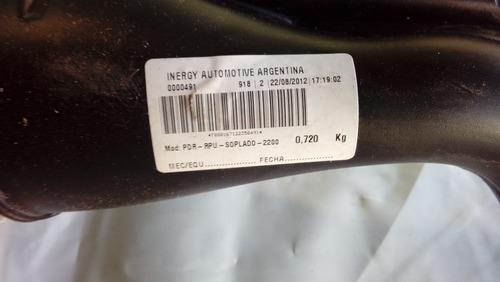 INERGY AUTOMOTIVE ARGENTINA
0000491 918 | 2 | 22/08/2012 | 17:19:02
Mod: PDR-RPU-SOPLADO-2200 0,720 Kg
MEC/EQU................. FECHA.................